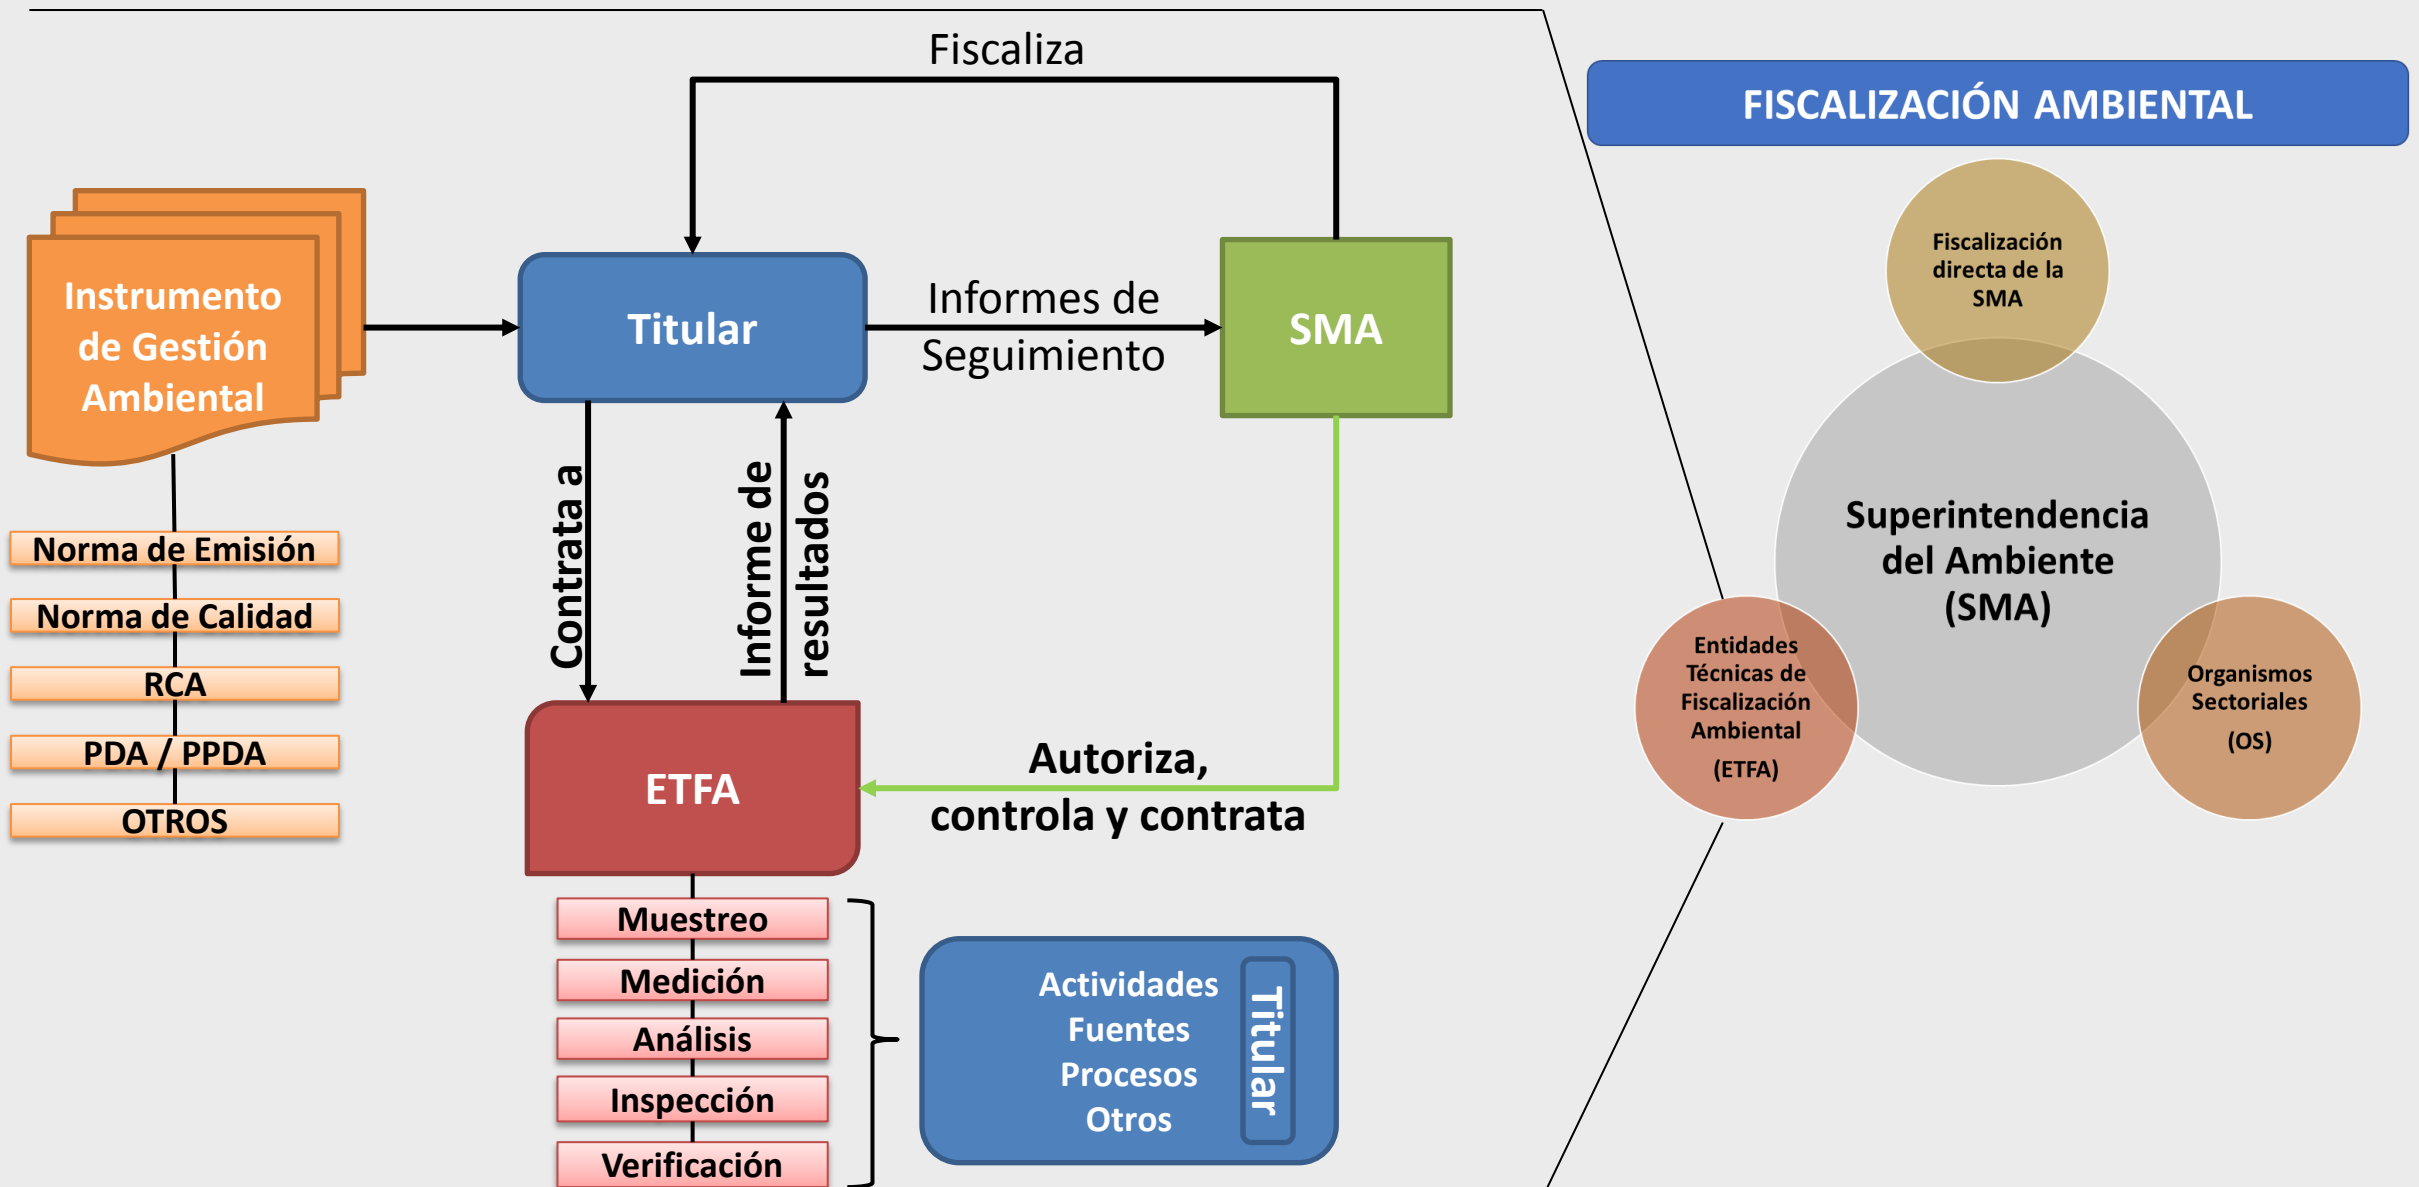 Fiscaliza
FISCALIZACIÓN AMBIENTAL
Instrumento
de Gestión
Ambiental
Titular
Informes de
Seguimiento
SMA
Norma de Emisión
Norma de Calidad
RCA
PDA / PPDA
OTROS
Contrata a
Informe de
resultados
ETFA
Autoriza,
controla y contrata
Muestreo
Medición
Análisis
Inspección
Verificación
Actividades
Fuentes
Procesos
Otros
Titular
Fiscalización
directa de la
SMA
Superintendencia
del Ambiente
(SMA)
Entidades
Técnicas de
Fiscalización
Ambiental
(ETFA)
Organismos
Sectoriales
(OS)